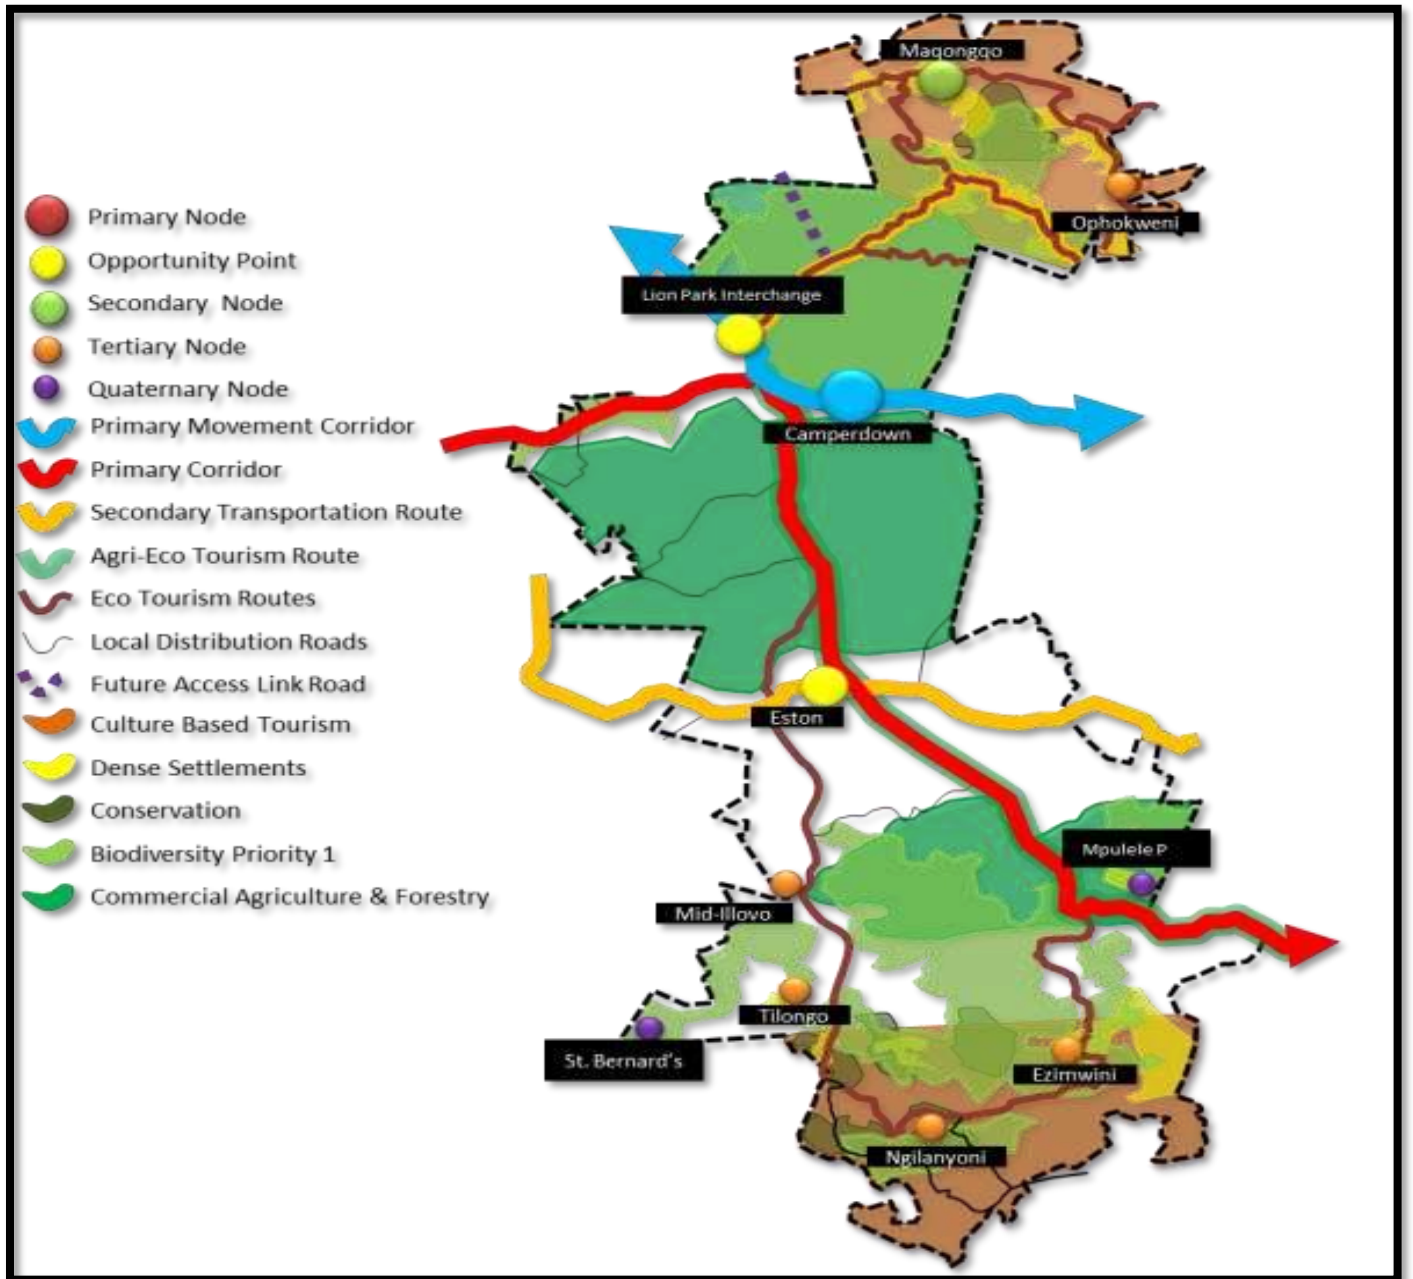 Primary Node
Opportunity Point
Secondary Node
Tertiary Node
Quaternary Node
Primary Movement Corridor
Primary Corridor
Secondary Transportation Route
Agri-Eco Tourism Route
Eco Tourism Routes
Local Distribution Roads
Future Access Link Road
Culture Based Tourism
Dense Settlements
Conservation
Biodiversity Priority 1
Commercial Agriculture & Forestry
Maqongqo
Ophokweni
Lion Park Interchange
Camperdown
Eston
Mpulele P
Mid-Illovo
Tilongo
St. Bernard's
Ezimwini
Ngilanyoni